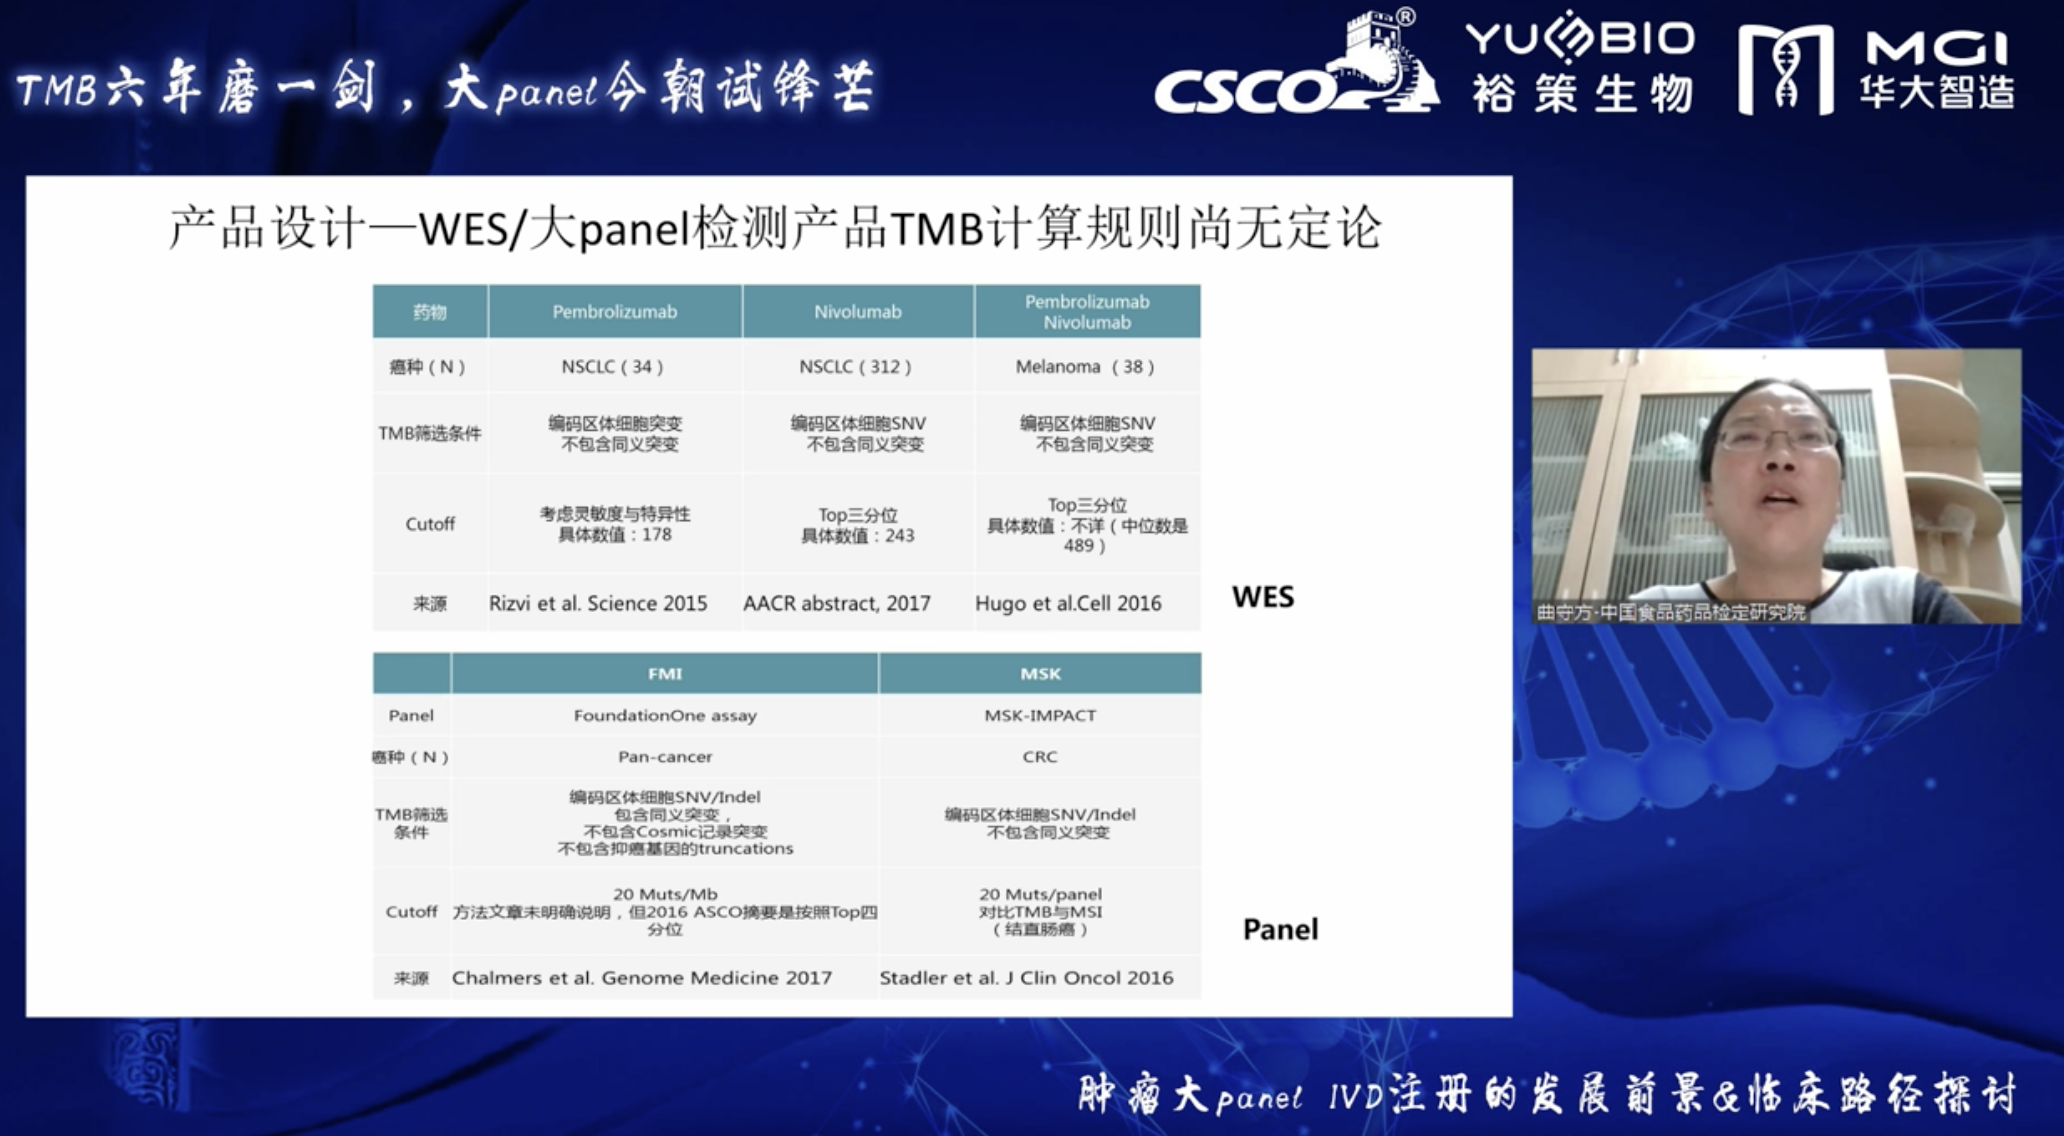 TMB六年磨一剑，大panel今朝试锋芒
CSCO®
YUCEBIO
裕策生物
MGI
华大智造
产品设计—WES/大panel检测产品TMB计算规则尚无定论
药物 Pembrolizumab Nivolumab Pembrolizumab
Nivolumab
癌种（N） NSCLC（34） NSCLC（312） Melanoma （38）
TMB筛选条件 编码区体细胞突变 编码区体细胞SNV 编码区体细胞SNV
不包含同义突变 不包含同义突变 不包含同义突变
Cutoff 考虑灵敏度与特异性 Top三分位 Top三分位
具体数值：178 具体数值：243 具体数值：不详（中位数是
489）
来源 Rizvi et al. Science 2015 AACR abstract, 2017 Hugo et al.Cell 2016
WES
FMI MSK
Panel FoundationOne assay MSK-IMPACT
癌种（N） Pan-cancer CRC
TMB筛选 编码区体细胞SNV/Indel 编码区体细胞SNV/Indel
条件 包含同义突变， 不包含同义突变
不包含Cosmic记录突变
不包含抑癌基因的truncations
Cutoff 20 Muts/Mb 20 Muts/panel
方法文章未明确说明，但2016 ASCO摘要是按照Top四 对比TMB与MSI
分位 （结直肠癌）
来源 Chalmers et al. Genome Medicine 2017 Stadler et al. J Clin Oncol 2016
Panel
曲守方-中国食品药品检定研究院
肿瘤大panel IVD注册的发展前景&临床路径探讨